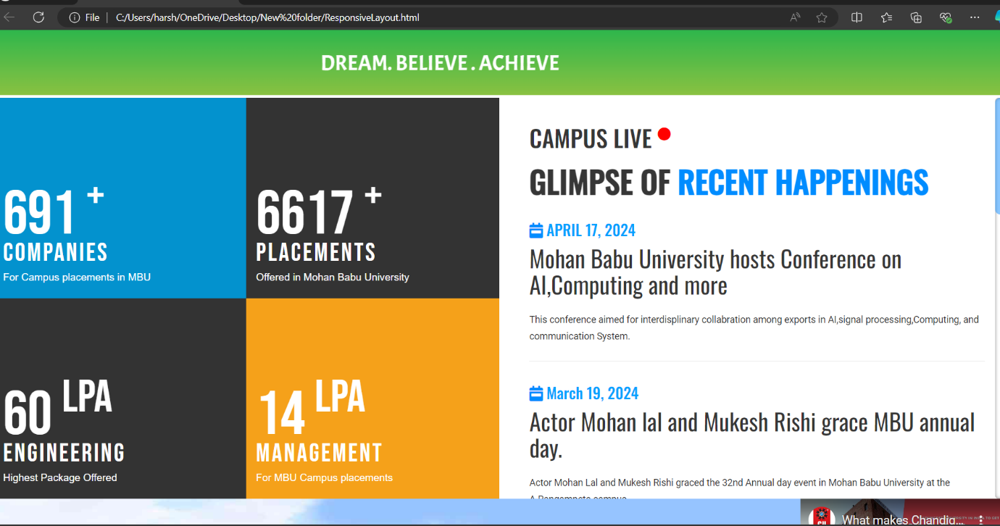 File C:/Users/harsh/OneDrive/Desktop/New%20folder/ResponsiveLayout.html
DREAM. BELIEVE . ACHIEVE
691 +
COMPANIES
For Campus placements in MBU
6617 +
PLACEMENTS
Offered in Mohan Babu University
60 LPA
ENGINEERING
Highest Package Offered
14 LPA
MANAGEMENT
For MBU Campus placements
CAMPUS LIVE
GLIMPSE OF RECENT HAPPENINGS
APRIL 17, 2024
Mohan Babu University hosts Conference on
AI,Computing and more
This conference aimed for interdisplinary collabration among exports in AI,signal processing,Computing, and
communication System.
March 19, 2024
Actor Mohan lal and Mukesh Rishi grace MBU annual
day.
Actor Mohan Lal and Mukesh Rishi graced the 32nd Annual day event in Mohan Babu University at the
A.Rangampeta campus
What makes Chandig...